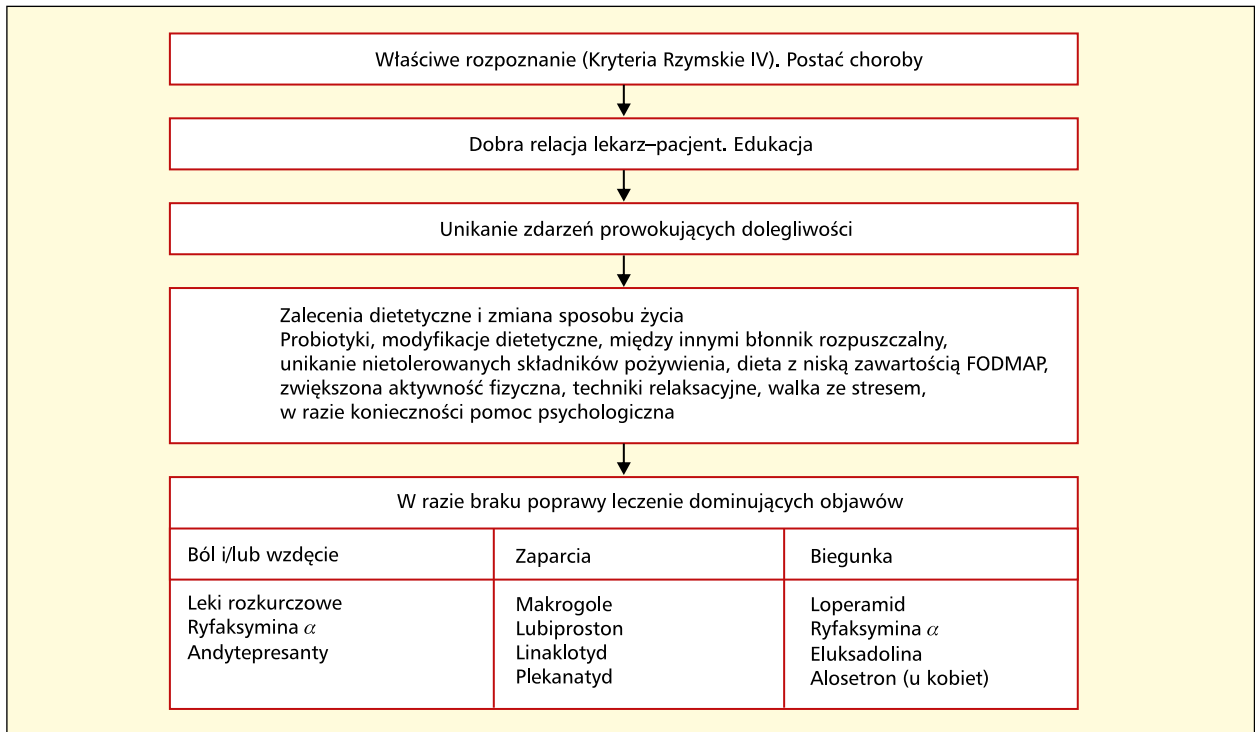 Właściwe rozpoznanie (Kryteria Rzymskie IV). Postać choroby
Dobra relacja lekarz–pacjent. Edukacja
Unikanie zdarzeń prowokujących dolegliwości
Zalecenia dietetyczne i zmiana sposobu życia
Probiotyki, modyfikacje dietetyczne, między innymi błonnik rozpuszczalny,
unikanie nietolerowanych składników pożywienia, dieta z niską zawartością FODMAP,
zwiększona aktywność fizyczna, techniki relaksacyjne, walka ze stresem,
w razie konieczności pomoc psychologiczna
W razie braku poprawy leczenie dominujących objawów
Ból i/lub wzdęcie
Leki rozkurczowe
Ryfaksymina α
Andytepresanty
Zaparcia
Makrogole
Lubiproston
Linaklotyd
Plekanatyd
Biegunka
Loperamid
Ryfaksymina α
Eluksadolina
Alosetron (u kobiet)